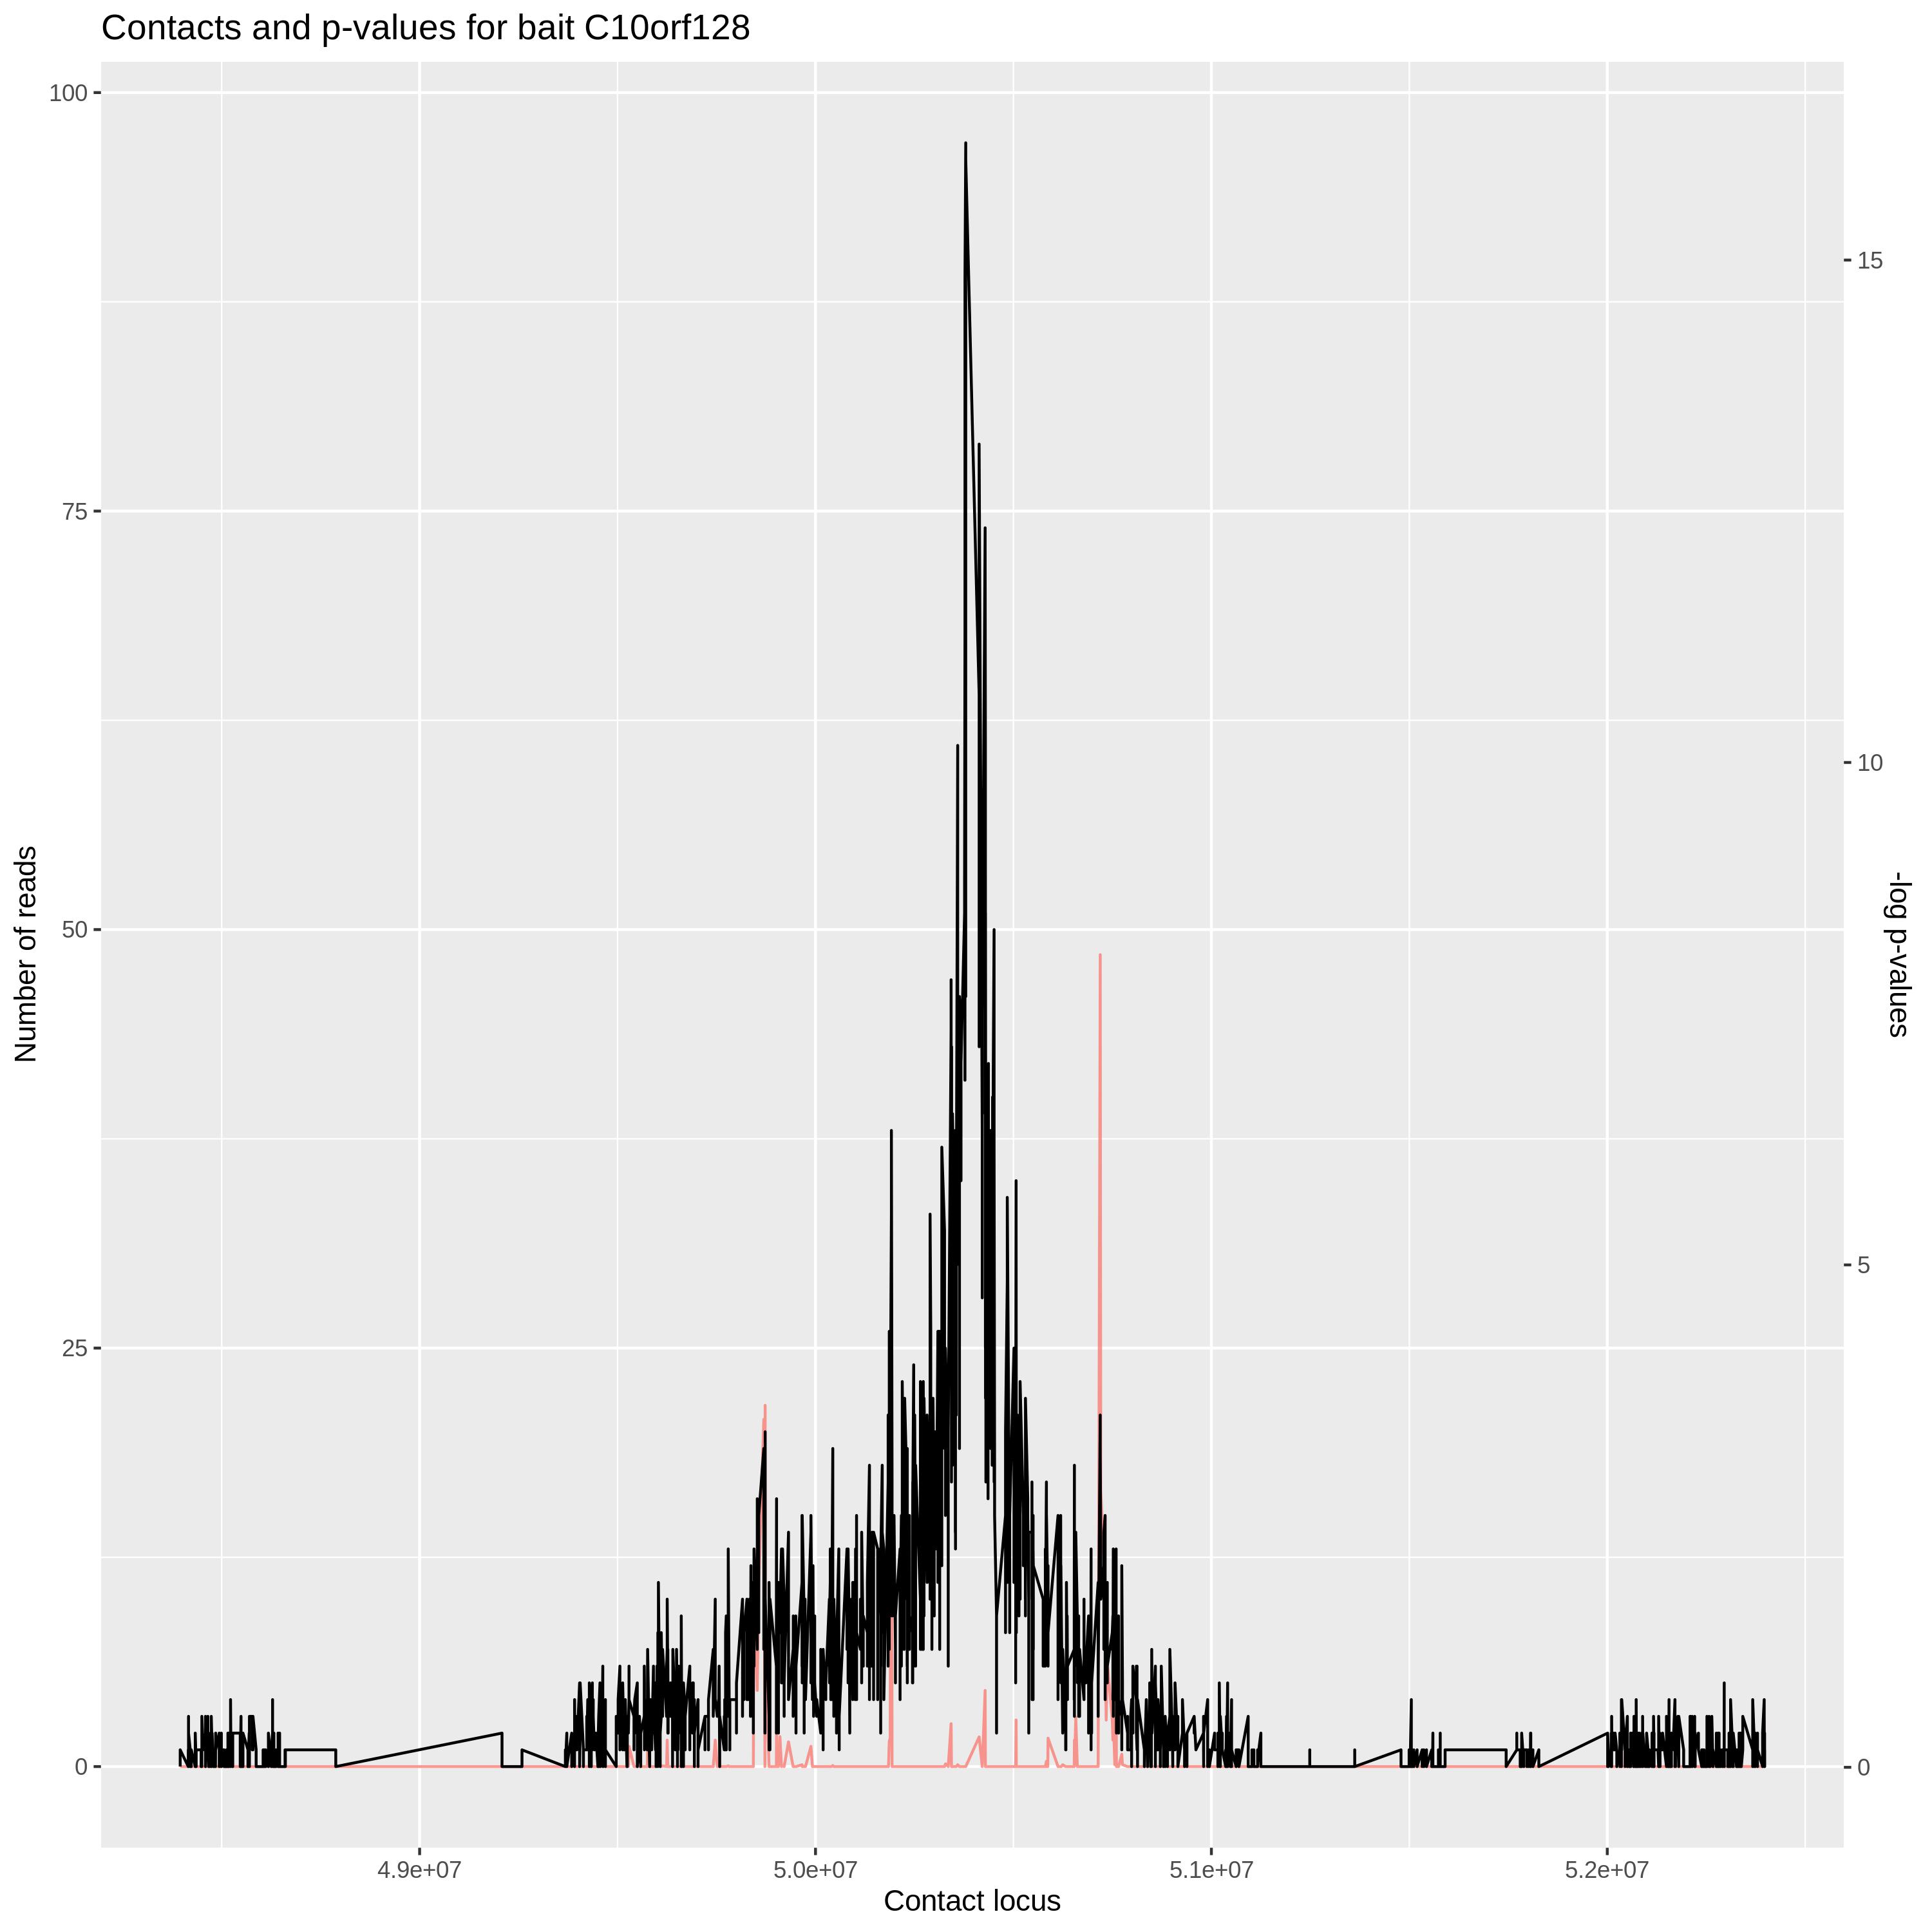 Contacts and p-values for bait C10orf128
100
75
50
25
0
Number of reads
15
10
5
0
-log p-values
4.9e+07
5.0e+07
5.1e+07
5.2e+07
Contact locus